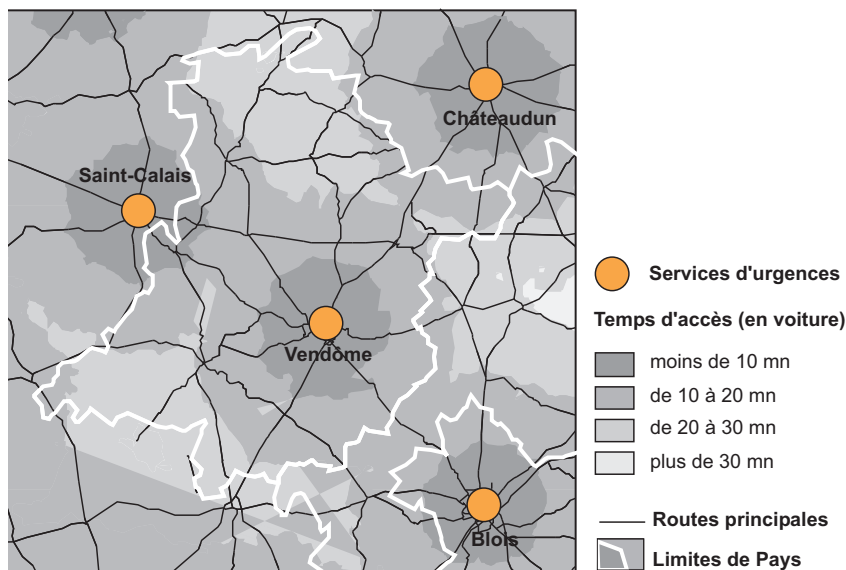 Châteaudun
Saint-Calais
Vendôme
Blois
Services d'urgences
Temps d'accès (en voiture)
moins de 10 mn
de 10 à 20 mn
de 20 à 30 mn
plus de 30 mn
Routes principales
Limites de Pays